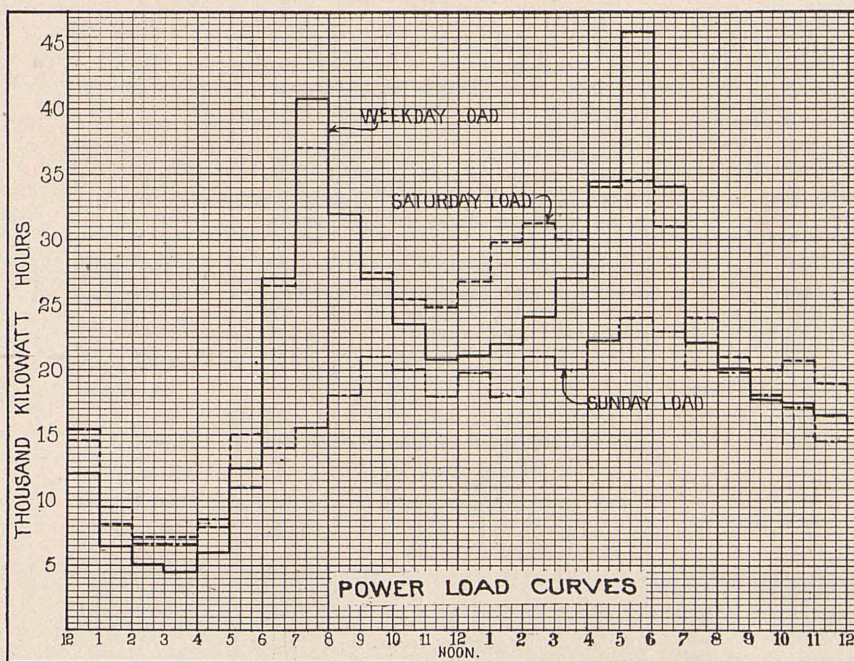 THOUSAND KILOWATT HOURS
45
40
35
30
25
20
15
10
5
WEEKDAY LOAD
SATURDAY LOAD
SUNDAY LOAD
POWER LOAD CURVES
12 1 2 3 4 5 6 7 8 9 10 11 12 1 2 3 4 5 6 7 8 9 10 11 12
NOON.